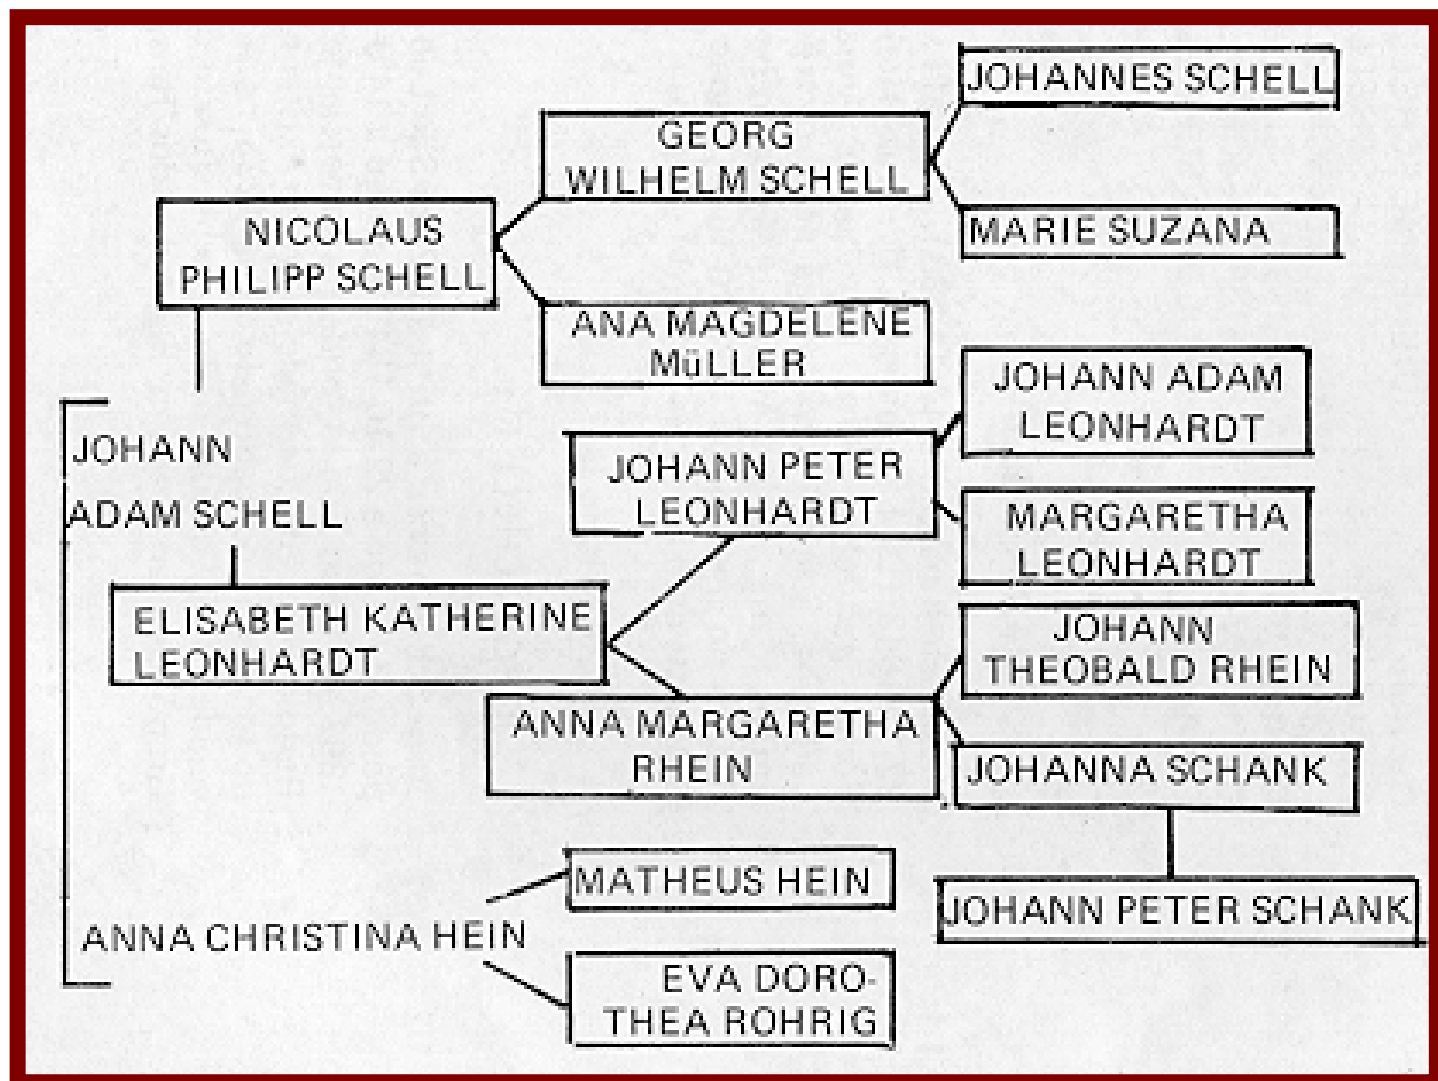 JOHANNES SCHELL
GEORG
WILHELM SCHELL
MARIE SUZANA
NICOLAUS
PHILIPP SCHELL
ANA MAGDELENE
MüLLER
JOHANN ADAM
LEONHARDT
JOHANN
ADAM SCHELL
JOHANN PETER
LEONHARDT
MARGARETHA
LEONHARDT
ELISABETH KATHERINE
LEONHARDT
JOHANN
THEOBALD RHEIN
ANNA MARGARETHA
RHEIN
JOHANNA SCHANK
JOHANN PETER SCHANK
MATHEUS HEIN
ANNA CHRISTINA HEIN
EVA DORO-
THEA ROHRIG